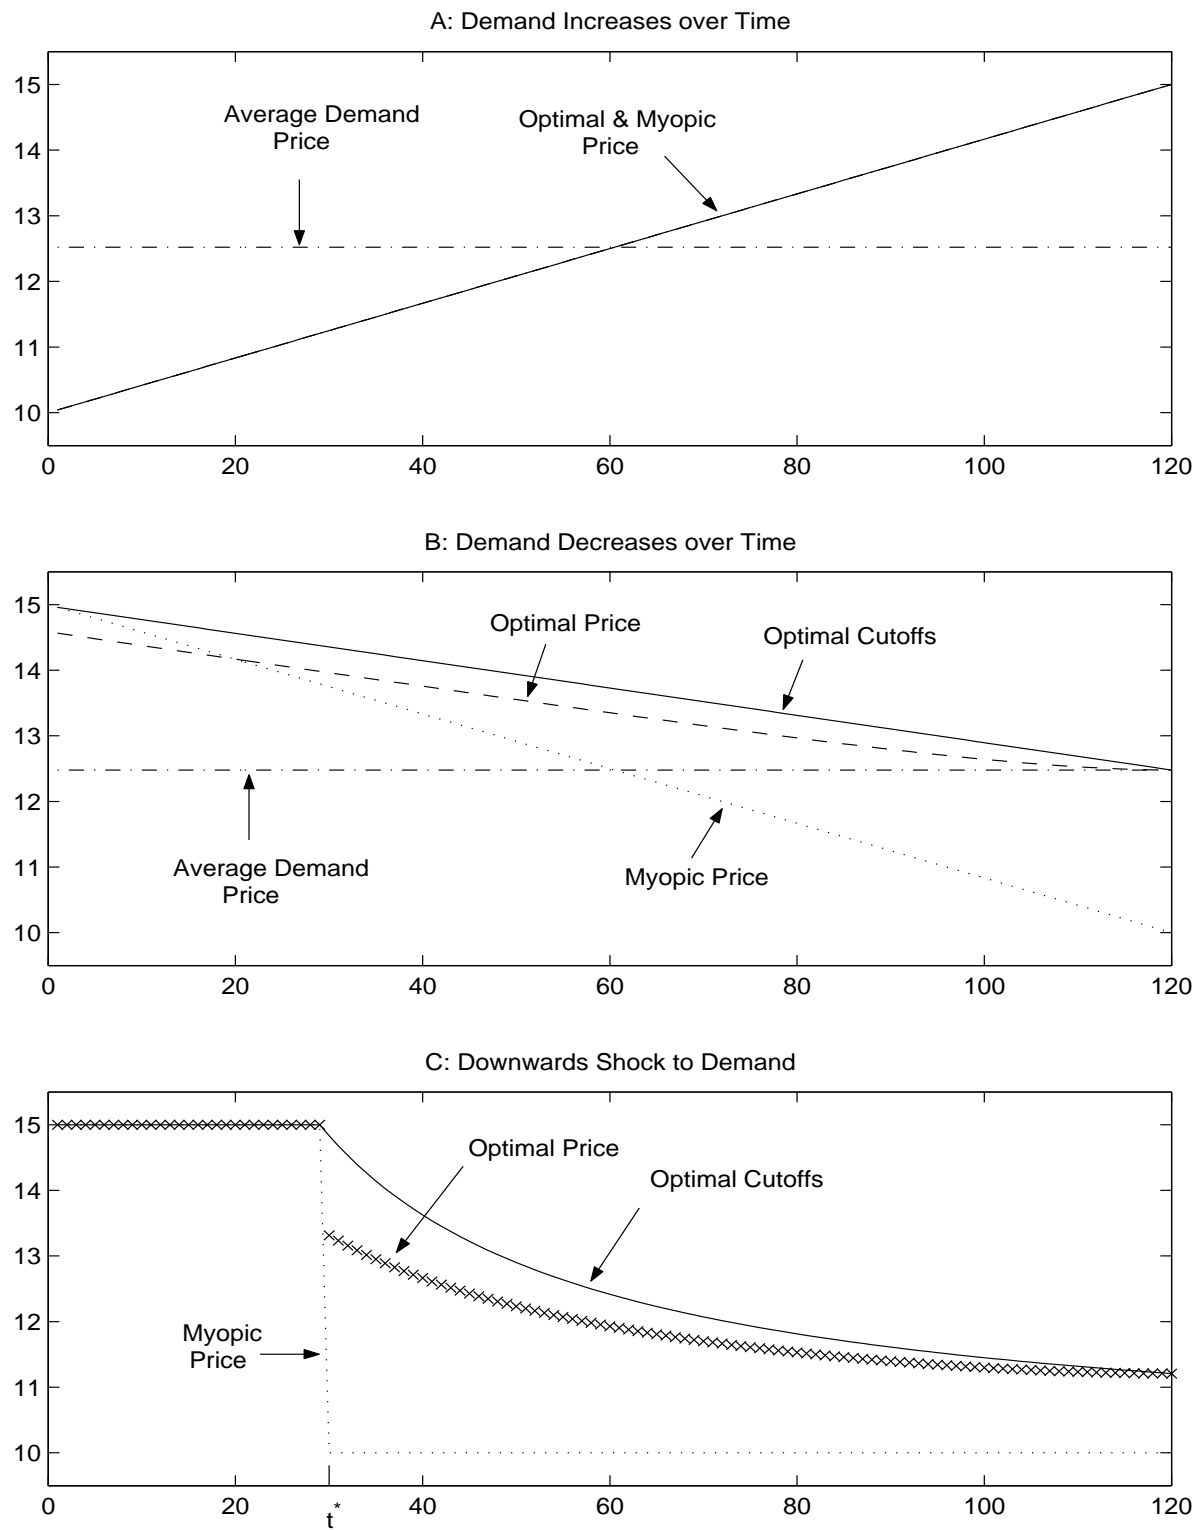 A: Demand Increases over Time
15
14
13
12
11
10
Average Demand
Price
Optimal & Myopic
Price
0 20 40 60 80 100 120
B: Demand Decreases over Time
15
14
13
12
11
10
Optimal Price
Optimal Cutoffs
Average Demand
Price
Myopic Price
0 20 40 60 80 100 120
C: Downwards Shock to Demand
15
14
13
12
11
10
Optimal Price
Optimal Cutoffs
Myopic
Price
0 20 40 60 80 100 120
t*